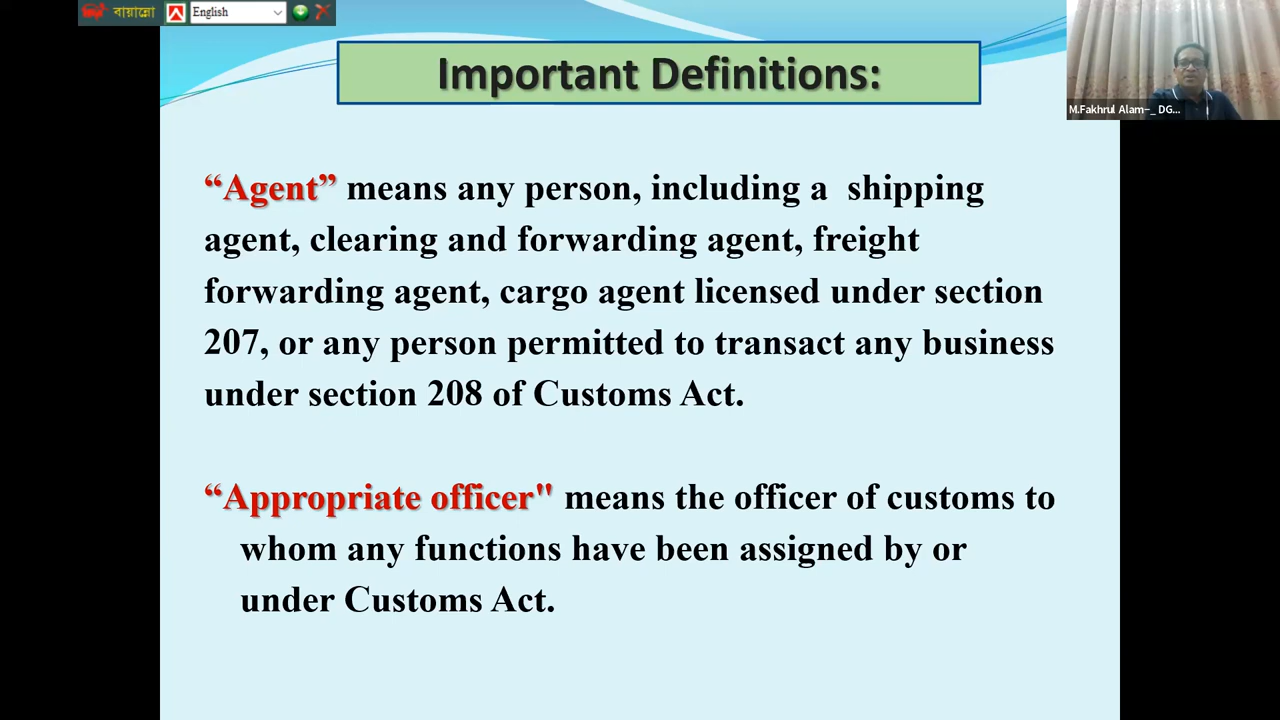 বায়ান্নো
English
Important Definitions:
M.Fakhrul Alam-_ DG...
“Agent” means any person, including a shipping
agent, clearing and forwarding agent, freight
forwarding agent, cargo agent licensed under section
207, or any person permitted to transact any business
under section 208 of Customs Act.
“Appropriate officer" means the officer of customs to
whom any functions have been assigned by or
under Customs Act.